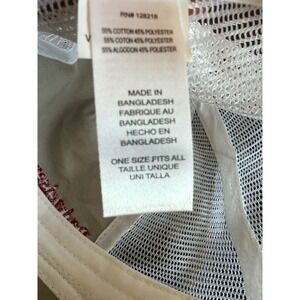 RN# 128218
55% COTTON 45% POLYESTER
55% COTON 45% POLYESTER
55% ALGODON 45% POLYESTER
MADE IN
BANGLADESH
FABRIQUE AU
BANGLADESH
HECHO EN
BANGLADESH
ONE SIZE FITS ALL
TAILLE UNIQUE
UNI TALLA